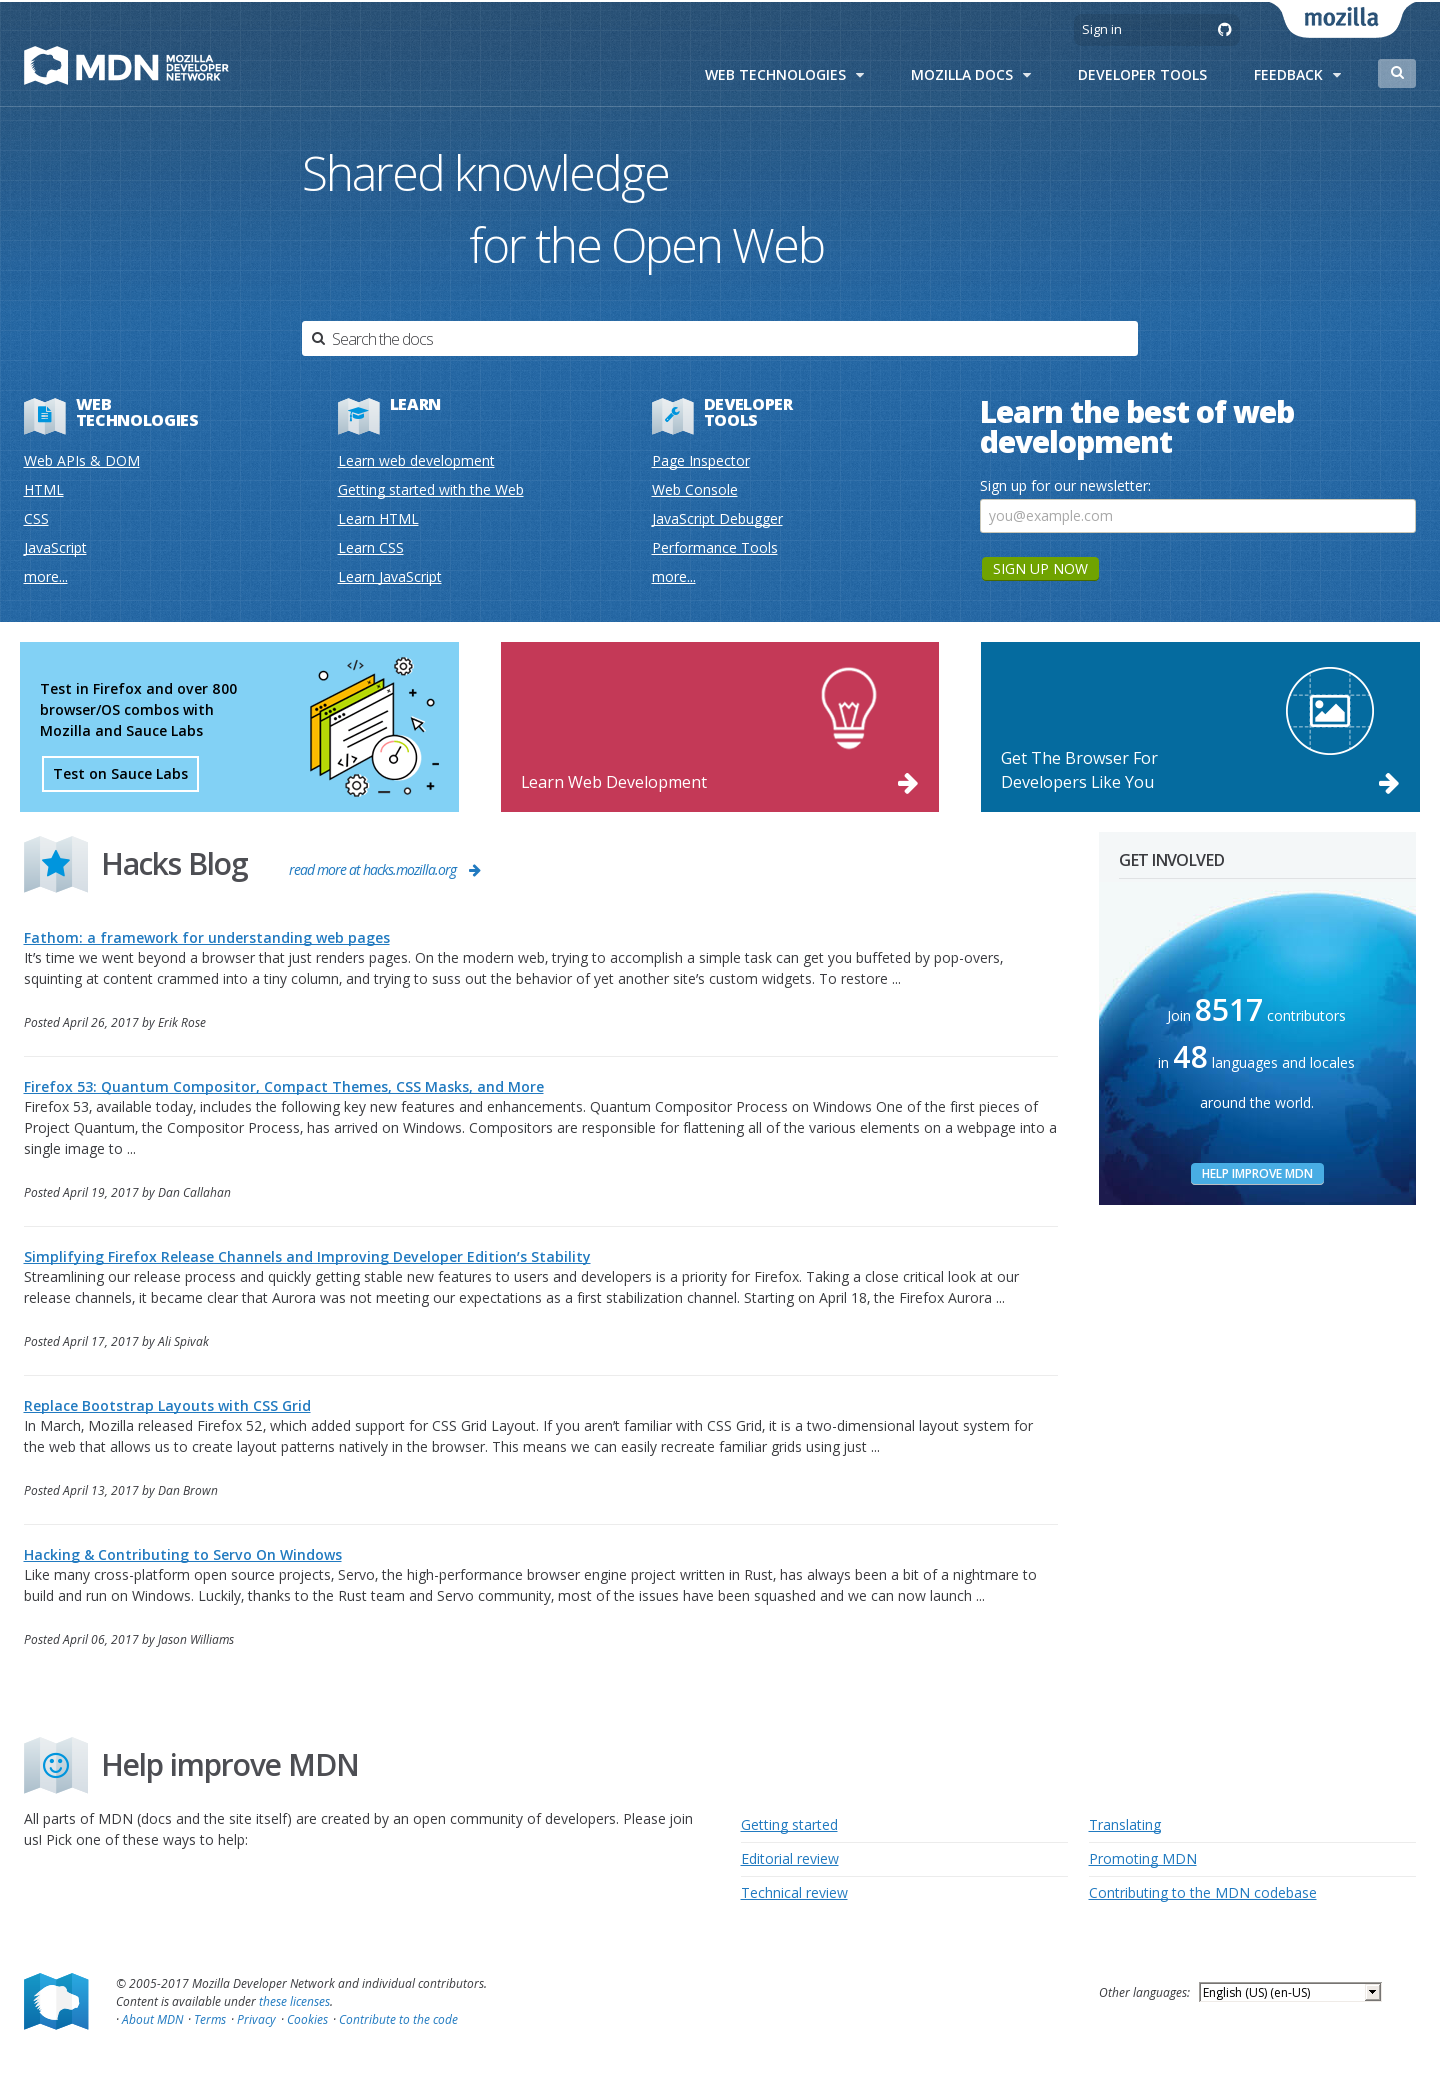 mozilla
Sign in
MDN MOZILLA
DEVELOPER
NETWORK
WEB TECHNOLOGIES
MOZILLA DOCS
DEVELOPER TOOLS
FEEDBACK
Shared knowledge
for the Open Web
Search the docs
WEB
TECHNOLOGIES
Web APIs & DOM
HTML
CSS
JavaScript
more...
LEARN
Learn web development
Getting started with the Web
Learn HTML
Learn CSS
Learn JavaScript
DEVELOPER
TOOLS
Page Inspector
Web Console
JavaScript Debugger
Performance Tools
more...
Learn the best of web
development
Sign up for our newsletter:
you@example.com
SIGN UP NOW
Test in Firefox and over 800
browser/OS combos with
Mozilla and Sauce Labs
Test on Sauce Labs
</>
</>
Learn Web Development
Get The Browser For
Developers Like You
Hacks Blog
read more at hacks.mozilla.org
Fathom: a framework for understanding web pages
It’s time we went beyond a browser that just renders pages. On the modern web, trying to accomplish a simple task can get you buffeted by pop-overs,
squinting at content crammed into a tiny column, and trying to suss out the behavior of yet another site’s custom widgets. To restore ...
Posted April 26, 2017 by Erik Rose
Firefox 53: Quantum Compositor, Compact Themes, CSS Masks, and More
Firefox 53, available today, includes the following key new features and enhancements. Quantum Compositor Process on Windows One of the first pieces of
Project Quantum, the Compositor Process, has arrived on Windows. Compositors are responsible for flattening all of the various elements on a webpage into a
single image to ...
Posted April 19, 2017 by Dan Callahan
Simplifying Firefox Release Channels and Improving Developer Edition’s Stability
Streamlining our release process and quickly getting stable new features to users and developers is a priority for Firefox. Taking a close critical look at our
release channels, it became clear that Aurora was not meeting our expectations as a first stabilization channel. Starting on April 18, the Firefox Aurora ...
Posted April 17, 2017 by Ali Spivak
Replace Bootstrap Layouts with CSS Grid
In March, Mozilla released Firefox 52, which added support for CSS Grid Layout. If you aren’t familiar with CSS Grid, it is a two-dimensional layout system for
the web that allows us to create layout patterns natively in the browser. This means we can easily recreate familiar grids using just ...
Posted April 13, 2017 by Dan Brown
Hacking & Contributing to Servo On Windows
Like many cross-platform open source projects, Servo, the high-performance browser engine project written in Rust, has always been a bit of a nightmare to
build and run on Windows. Luckily, thanks to the Rust team and Servo community, most of the issues have been squashed and we can now launch ...
Posted April 06, 2017 by Jason Williams
GET INVOLVED
Join 8517 contributors
in 48 languages and locales
around the world.
HELP IMPROVE MDN
Help improve MDN
All parts of MDN (docs and the site itself) are created by an open community of developers. Please join
us! Pick one of these ways to help:
Getting started
Editorial review
Technical review
Translating
Promoting MDN
Contributing to the MDN codebase
© 2005-2017 Mozilla Developer Network and individual contributors.
Content is available under these licenses.
· About MDN · Terms · Privacy · Cookies · Contribute to the code
Other languages: English (US) (en-US)